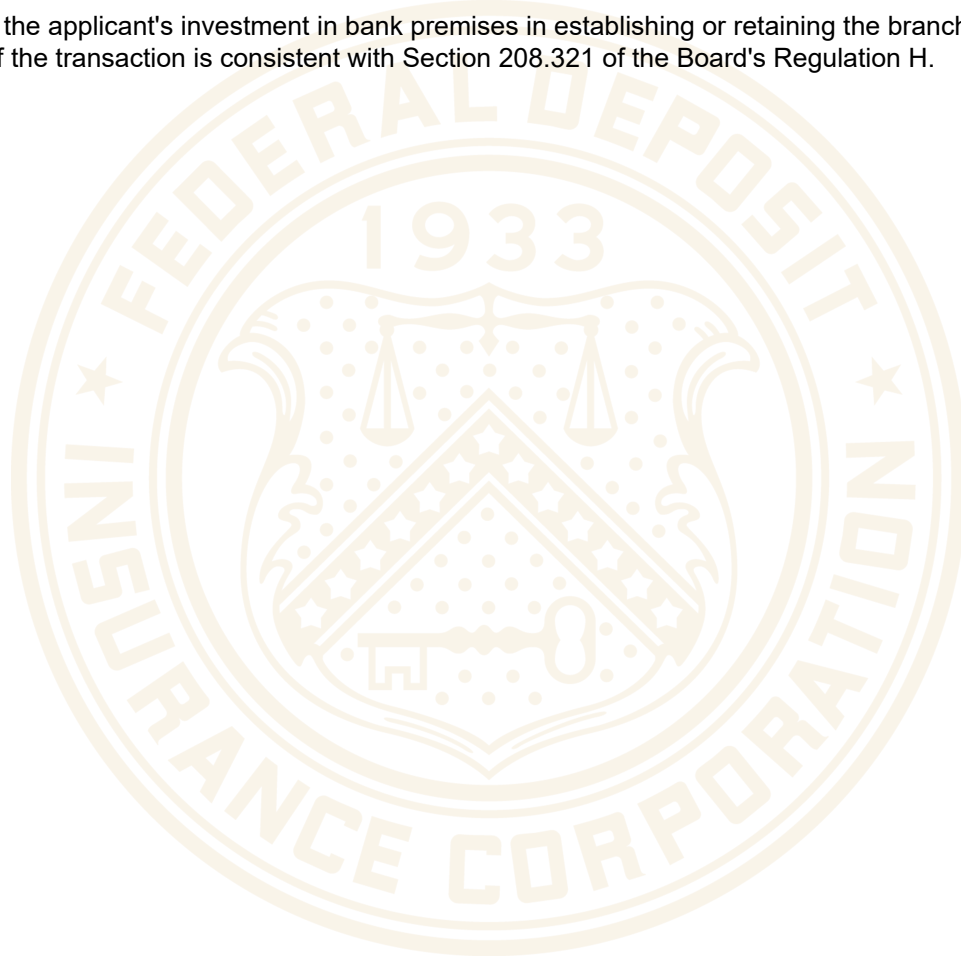 the applicant's investment in bank premises in establishing or retaining the branch
f the transaction is consistent with Section 208.321 of the Board's Regulation H.
FEDERAL DEPOSIT
1933
INSURANCE CORPORATION